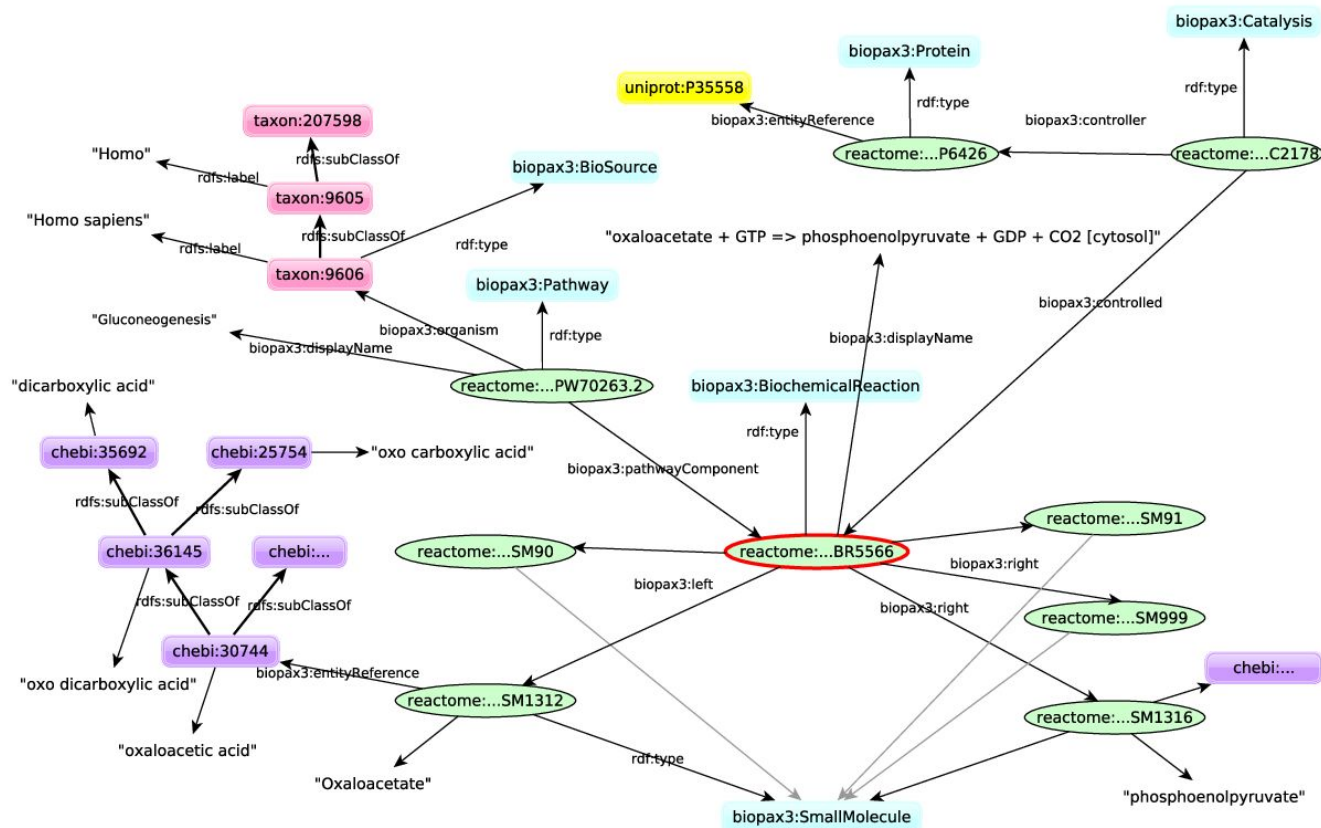 biopax3:Catalysis
biopax3:Protein
uniprot:P35558
rdf:type
rdf:type
taxon:207598
biopax3:entityReference
biopax3:controller
"Homo"
rdfs:subClassOf
reactome:...P6426
reactome:...C2178
biopax3:BioSource
rdfs:label
taxon:9605
"Homo sapiens"
rdfs:subClassOf
rdfs:label
rdf:type
"oxaloacetate + GTP => phosphoenolpyruvate + GDP + CO2 [cytosol]"
taxon:9606
biopax3:Pathway
biopax3:controlled
"Gluconeogenesis"
biopax3:organism
rdf:type
biopax3:displayName
biopax3:displayName
"dicarboxylic acid"
reactome:...PW70263.2
biopax3:BiochemicalReaction
rdf:type
chebi:35692
chebi:25754
"oxo carboxylic acid"
biopax3:pathwayComponent
rdfs:subClassOf
rdfs:subClassOf
reactome:...SM91
chebi:36145
chebi:...
reactome:...SM90
reactome:...BR5566
biopax3:right
rdfs:subClassOf
rdfs:subClassOf
biopax3:left
biopax3:right
reactome:...SM999
chebi:30744
biopax3:entityReference
chebi:...
"oxo dicarboxylic acid"
reactome:...SM1312
reactome:...SM1316
"oxaloacetic acid"
rdf:type
"Oxaloacetate"
"phosphoenolpyruvate"
biopax3:SmallMolecule